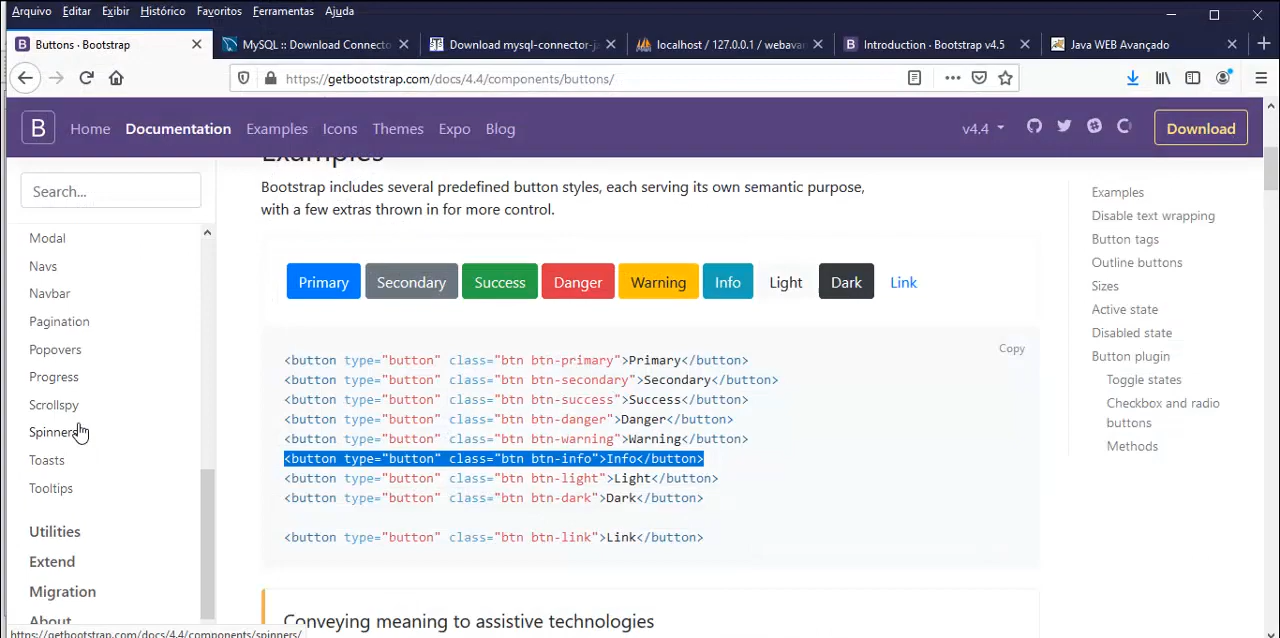 Arquivo Editar Exibir Histórico Favoritos Ferramentas Ajuda
Buttons · Bootstrap
MySQL :: Download Connecto
Download mysql-connector-ja
localhost / 127.0.0.1 / webavan
Introduction · Bootstrap v4.5
Java WEB Avançado
https://getbootstrap.com/docs/4.4/components/buttons/
B Home Documentation Examples Icons Themes Expo Blog v4.4 Download
Search...
Modal
Navs
Navbar
Pagination
Popovers
Progress
Scrollspy
Spinners
Toasts
Tooltips
Utilities
Extend
Migration
About
https://getbootstrap.com/docs/4.4/components/spinners/
Examples
Bootstrap includes several predefined button styles, each serving its own semantic purpose,
with a few extras thrown in for more control.
Primary Secondary Success Danger Warning Info Light Dark Link
Copy
<button type="button" class="btn btn-primary">Primary</button>
<button type="button" class="btn btn-secondary">Secondary</button>
<button type="button" class="btn btn-success">Success</button>
<button type="button" class="btn btn-danger">Danger</button>
<button type="button" class="btn btn-warning">Warning</button>
<button type="button" class="btn btn-info">Info</button>
<button type="button" class="btn btn-light">Light</button>
<button type="button" class="btn btn-dark">Dark</button>
<button type="button" class="btn btn-link">Link</button>
Conveying meaning to assistive technologies
Examples
Disable text wrapping
Button tags
Outline buttons
Sizes
Active state
Disabled state
Button plugin
Toggle states
Checkbox and radio
buttons
Methods